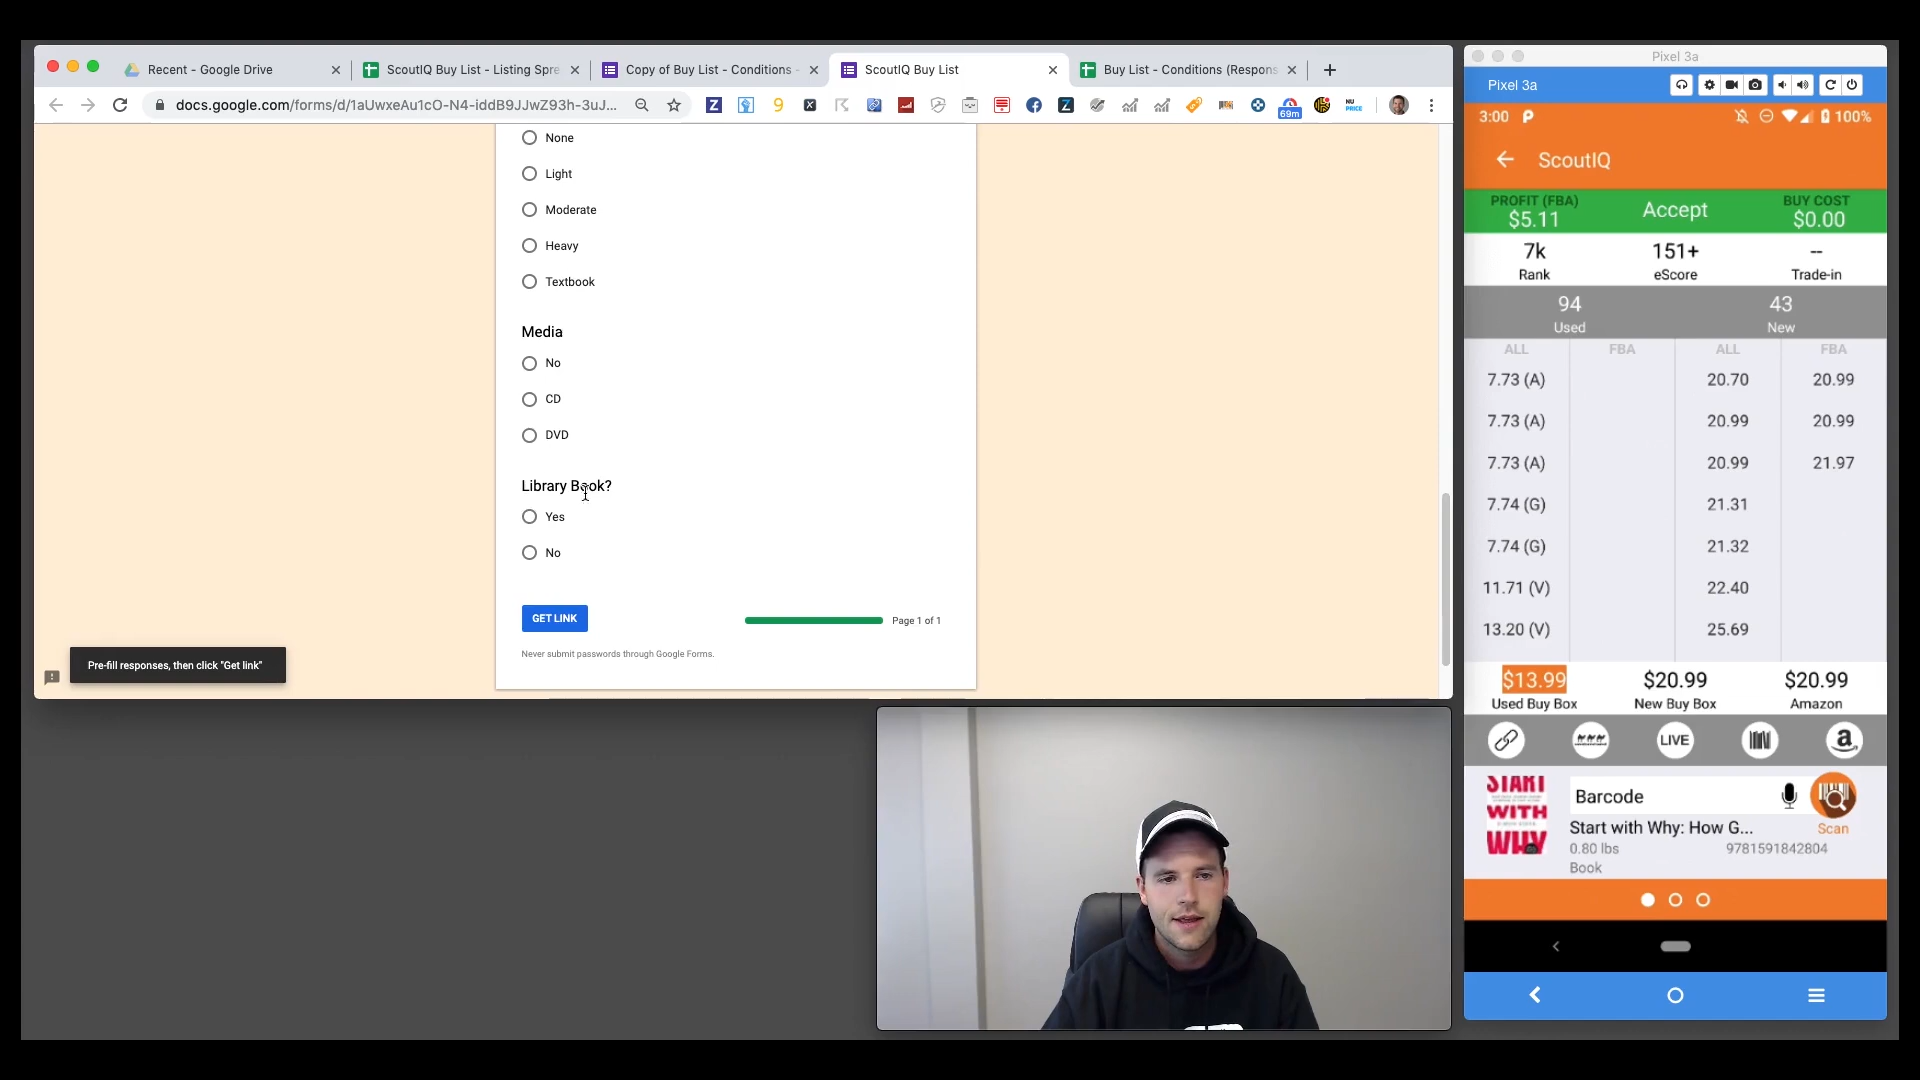 Recent - Google Drive
ScoutIQ Buy List - Listing Spre
Copy of Buy List - Conditions -
ScoutIQ Buy List
Buy List - Conditions (Respons
docs.google.com/forms/d/1aUwxeAu1cO-N4-iddB9JJwZ93h-3uJ...
69m
NU
PRICE
None
Light
Moderate
Heavy
Textbook
Media
No
CD
DVD
Library Book?
Yes
No
GET LINK
Page 1 of 1
Never submit passwords through Google Forms.
Pre-fill responses, then click "Get link"
Pixel 3a
Pixel 3a
3:00
100%
ScoutIQ
PROFIT (FBA)
$5.11
Accept
BUY COST
$0.00
7k
151+
--
Rank
eScore
Trade-in
94
43
Used
New
ALL
FBA
ALL
FBA
7.73 (A)
20.70
20.99
7.73 (A)
20.99
20.99
7.73 (A)
20.99
21.97
7.74 (G)
21.31
7.74 (G)
21.32
11.71 (V)
22.40
13.20 (V)
25.69
$13.99
$20.99
$20.99
Used Buy Box
New Buy Box
Amazon
LIVE
a
START
WITH
WHY
Barcode
Scan
Start with Why: How G...
0.80 lbs
9781591842804
Book